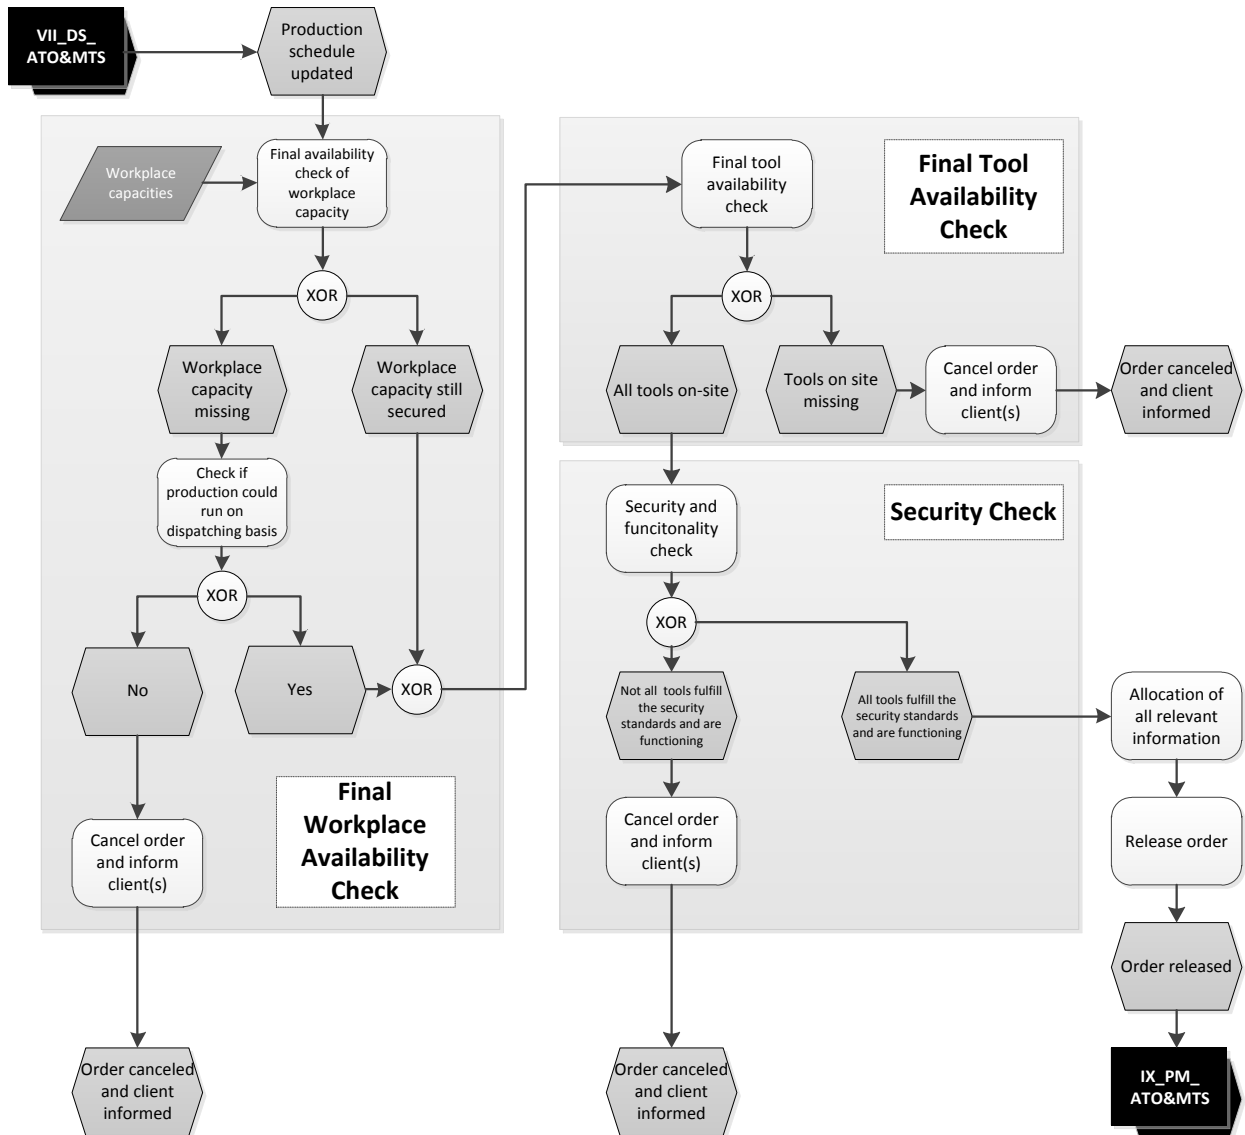 VII_DS_
ATO&MTS
Production
schedule
updated
Workplace
capacities
Final availability
check of
workplace
capacity
XOR
Workplace
capacity
missing
Workplace
capacity still
secured
Check if
production could
run on
dispatching basis
XOR
No
Yes
XOR
Final
Workplace
Availability
Check
Cancel order
and inform
client(s)
Order canceled
and client
informed
Final tool
availability
check
Final Tool
Availability
Check
XOR
All tools on-site
Tools on site
missing
Cancel order
and inform
client(s)
Order canceled
and client
informed
Security and
funcitonality
check
Security Check
XOR
Not all tools fulfill
the security
standards and are
functioning
All tools fulfill the
security standards
and are functioning
Cancel order
and inform
client(s)
Order canceled
and client
informed
Allocation of
all relevant
information
Release order
Order released
IX_PM_
ATO&MTS